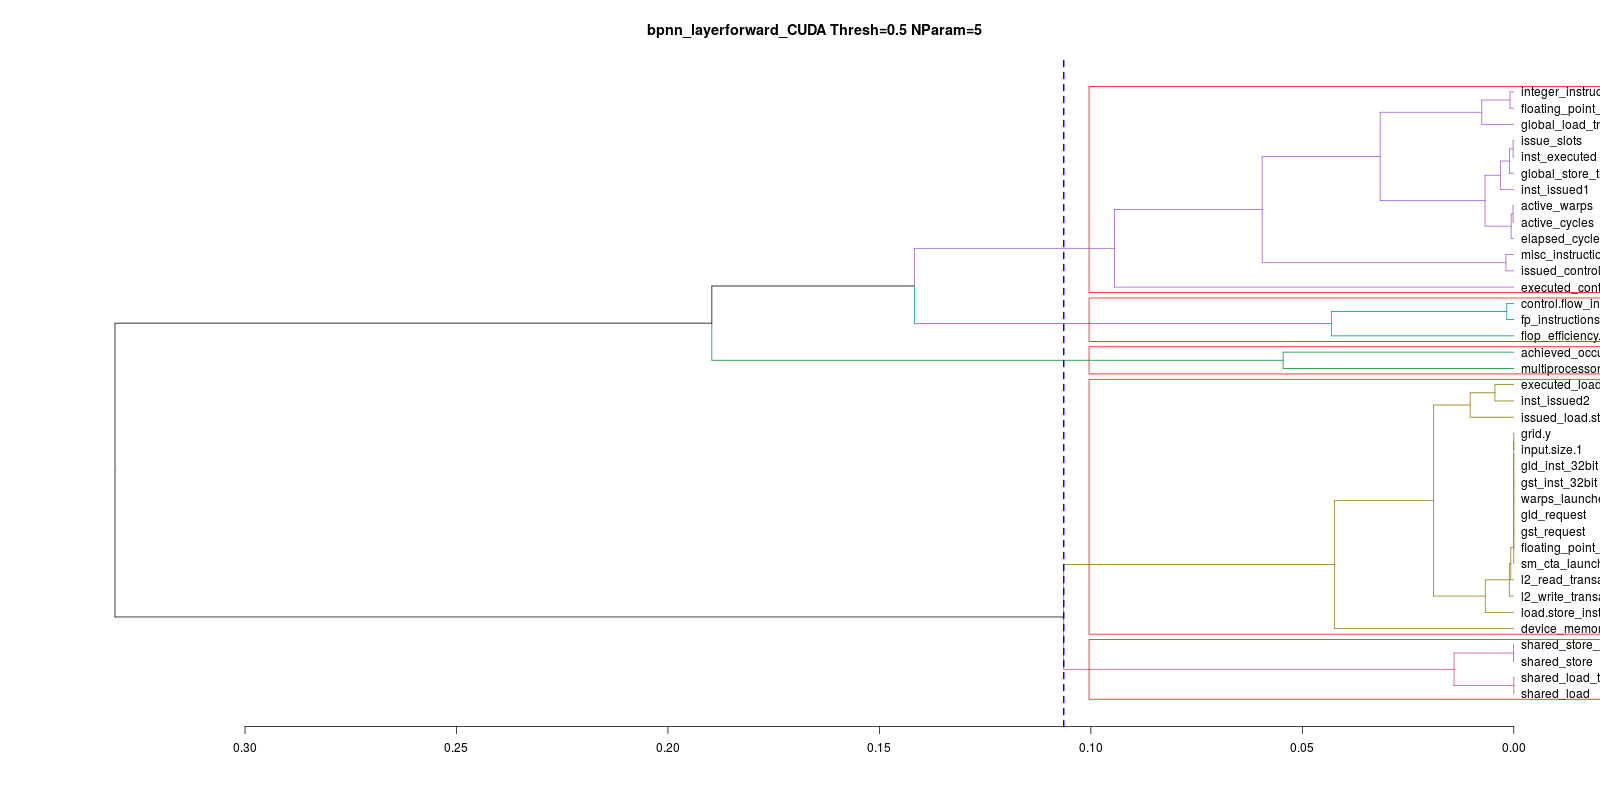 bpnn_layerforward_CUDA Thresh=0.5 NParam=5
integer_instruc
floating_point_
global_load_tr
issue_slots
inst_executed
global_store_t
inst_issued1
active_warps
active_cycles
elapsed_cycle
misc_instructio
issued_control
executed_cont
control.flow_in
fp_instructions
flop_efficiency.
achieved_occu
multiprocessor
executed_load
inst_issued2
issued_load.st
grid.y
input.size.1
gld_inst_32bit
gst_inst_32bit
warps_launche
gld_request
gst_request
floating_point_
sm_cta_launch
l2_read_transa
l2_write_transa
load.store_inst
device_memor
shared_store_
shared_store
shared_load_t
shared_load
0.30 0.25 0.20 0.15 0.10 0.05 0.00